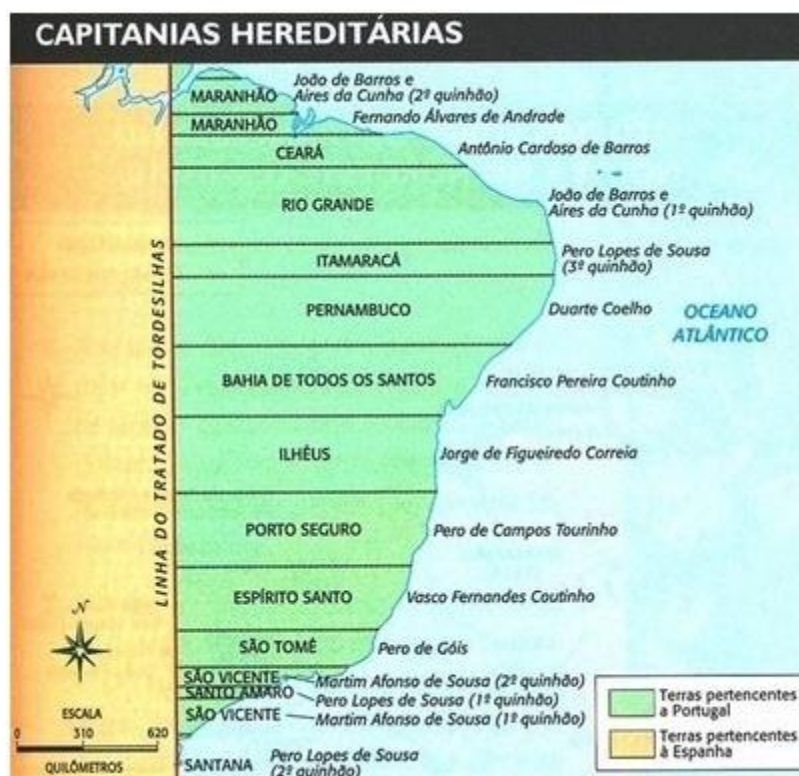 CAPITANIAS HEREDITÁRIAS
João de Barros e
Aires da Cunha (2º quinhão)
MARANHÃO
Fernando Álvares de Andrade
MARANHÃO
CEARÁ
Antônio Cardoso de Barros
RIO GRANDE
João de Barros e
Aires da Cunha (1º quinhão)
ITAMARACÁ
Pero Lopes de Sousa
(3º quinhão)
PERNAMBUCO
Duarte Coelho
OCEANO
ATLÂNTICO
BAHIA DE TODOS OS SANTOS
Francisco Pereira Coutinho
ILHÉUS
Jorge de Figueiredo Correia
PORTO SEGURO
Pero de Campos Tourinho
ESPÍRITO SANTO
Vasco Fernandes Coutinho
SÃO TOMÉ
Pero de Góis
SÃO VICENTE
Martim Afonso de Sousa (2º quinhão)
SANTO AMARO
Pero Lopes de Sousa (1º quinhão)
SÃO VICENTE
Martim Afonso de Sousa (1º quinhão)
SANTANA
Pero Lopes de Sousa
(2º quinhão)
LINHA DO TRATADO DE TORDESILHAS
N
ESCALA
0 310 620
QUILÔMETROS
Terras pertencentes
a Portugal
Terras pertencentes
à Espanha